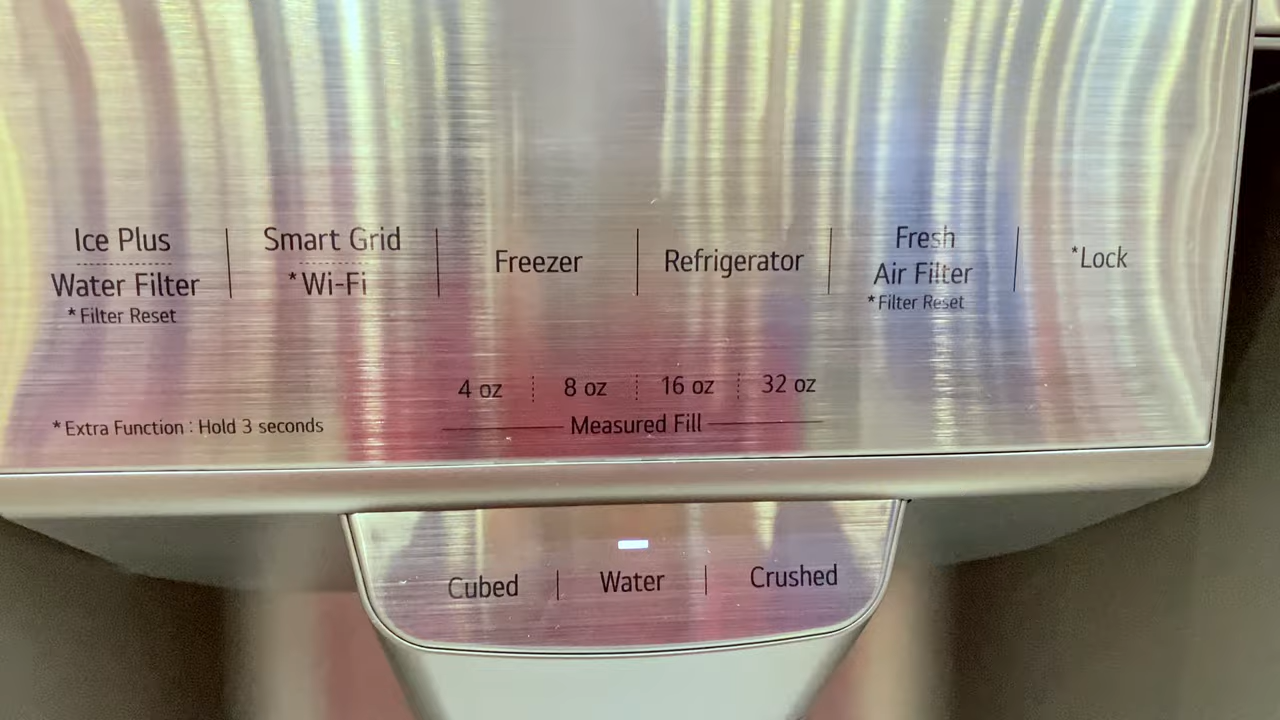 Ice Plus
Water Filter
* Filter Reset
Smart Grid
* Wi-Fi
Freezer
Refrigerator
Fresh
Air Filter
* Filter Reset
*Lock
4 oz 8 oz 16 oz 32 oz
Measured Fill
* Extra Function : Hold 3 seconds
Cubed Water Crushed